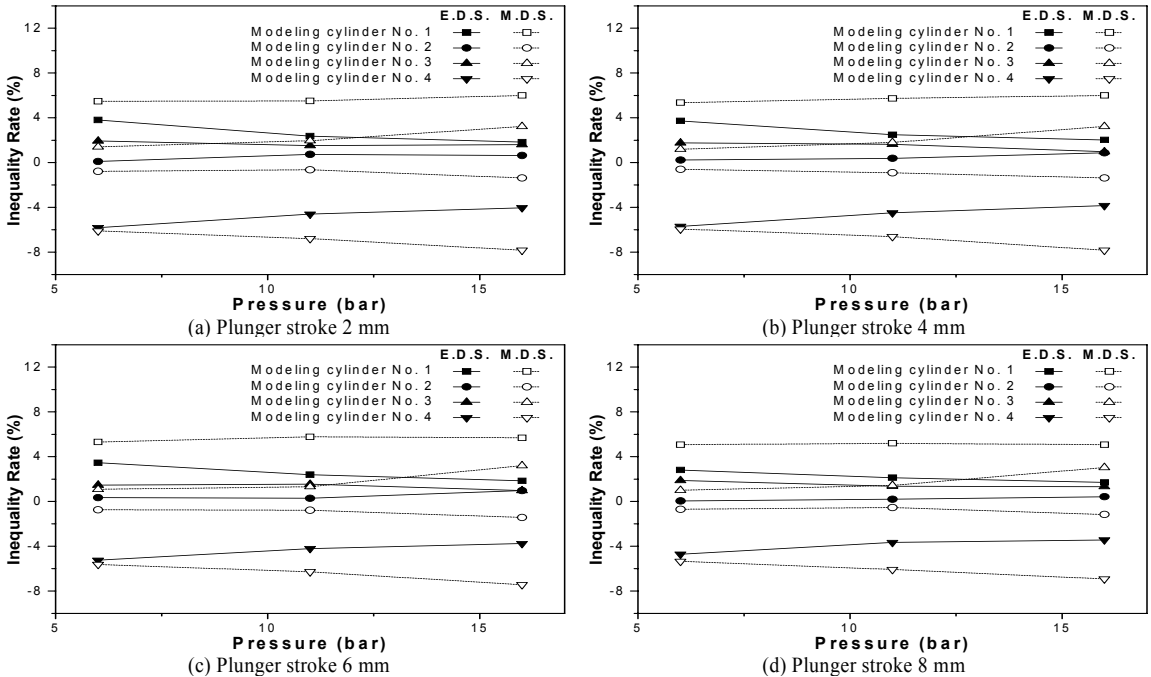 E.D.S. M.D.S.
Modeling cylinder No. 1
Modeling cylinder No. 2
Modeling cylinder No. 3
Modeling cylinder No. 4
12
8
4
0
-4
-8
Inequality Rate (%)
5 10 15
Pressure (bar)
(a) Plunger stroke 2 mm
E.D.S. M.D.S.
Modeling cylinder No. 1
Modeling cylinder No. 2
Modeling cylinder No. 3
Modeling cylinder No. 4
12
8
4
0
-4
-8
Inequality Rate (%)
5 10 15
Pressure (bar)
(b) Plunger stroke 4 mm
E.D.S. M.D.S.
Modeling cylinder No. 1
Modeling cylinder No. 2
Modeling cylinder No. 3
Modeling cylinder No. 4
12
8
4
0
-4
-8
Inequality Rate (%)
5 10 15
Pressure (bar)
(c) Plunger stroke 6 mm
E.D.S. M.D.S.
Modeling cylinder No. 1
Modeling cylinder No. 2
Modeling cylinder No. 3
Modeling cylinder No. 4
12
8
4
0
-4
-8
Inequality Rate (%)
5 10 15
Pressure (bar)
(d) Plunger stroke 8 mm